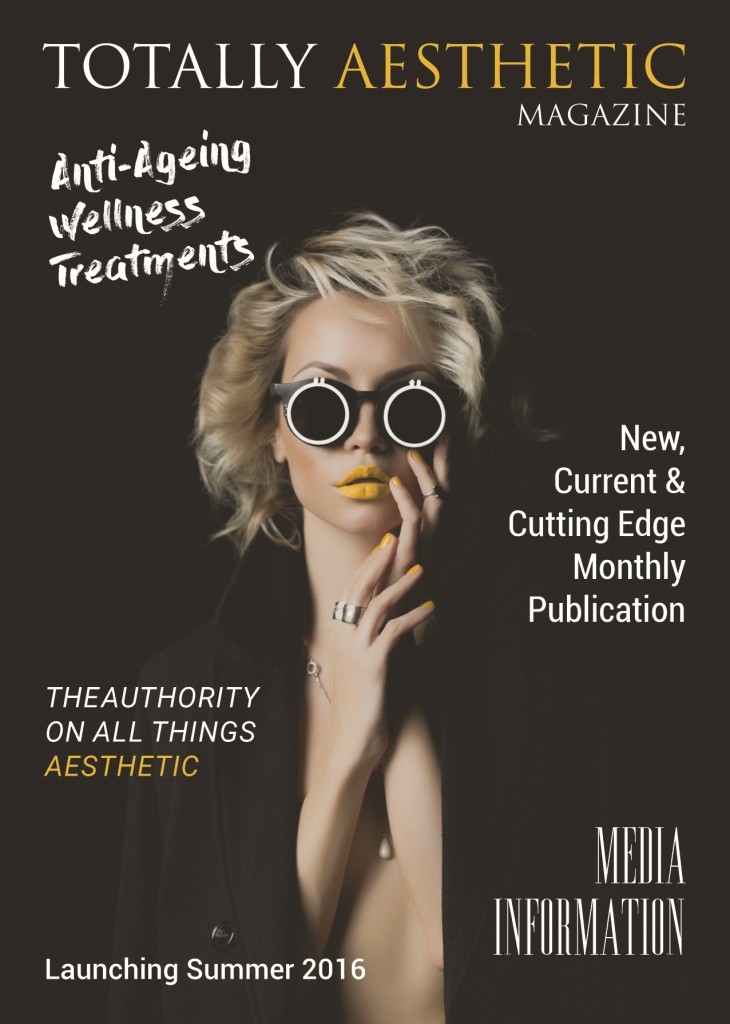 TOTALLY AESTHETIC
MAGAZINE
Anti-Ageing
Wellness
Treatments
New,
Current &
Cutting Edge
Monthly
Publication
THEAUTHORITY
ON ALL THINGS
AESTHETIC
MEDIA
INFORMATION
Launching Summer 2016